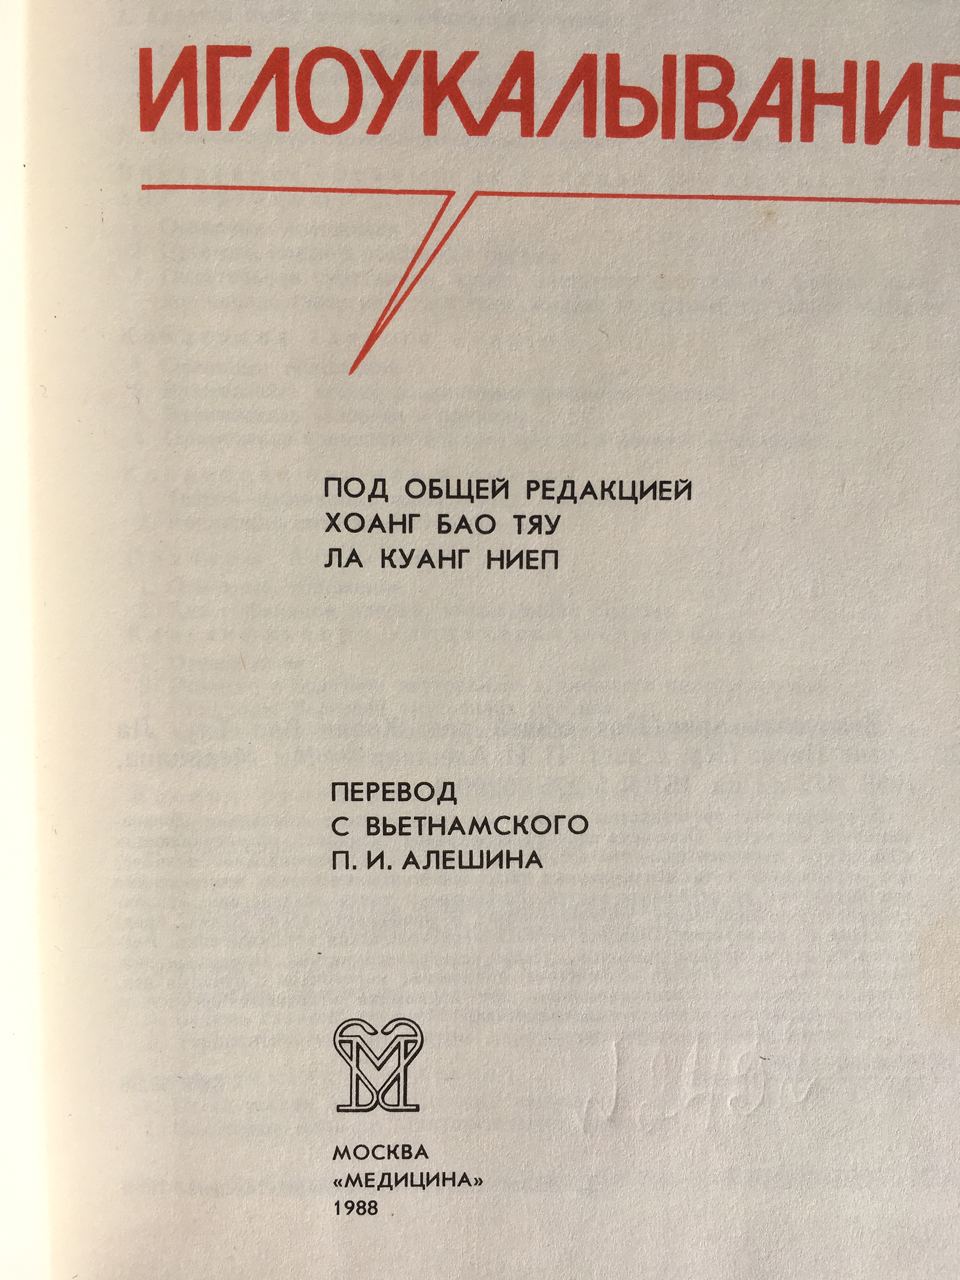 ИГЛОУКАЛЫВАНИЕ
ПОД ОБЩЕЙ РЕДАКЦИЕЙ
ХОАНГ БАО ТЯУ
ЛА КУАНГ НИЕП
ПЕРЕВОД
С ВЬЕТНАМСКОГО
П. И. АЛЕШИНА
МОСКВА
«МЕДИЦИНА»
1988